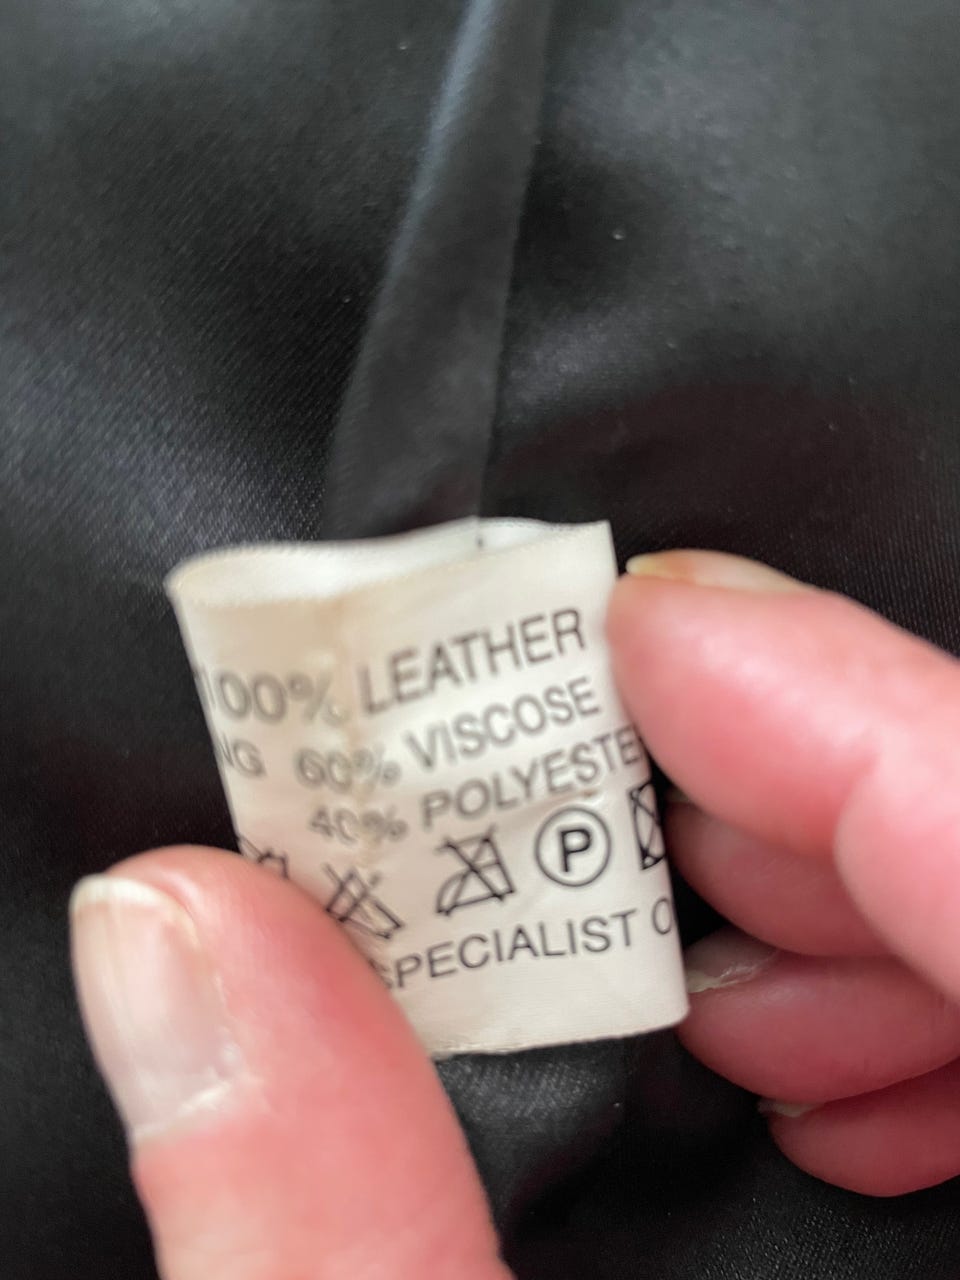 100% LEATHER
NG 60% VISCOSE
40% POLYESTE
P
SPECIALIST O